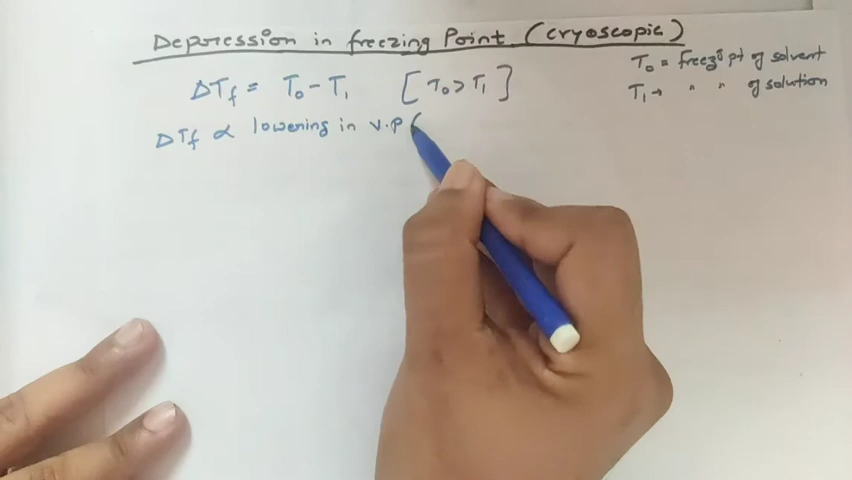 Depression in freezing Point (cryoscopic)
T₀ = freezg pt of solvent
T₁ → " " of solution
ΔTf = T₀ - T₁ [T₀ > T₁]
ΔTf ∝ lowering in v.p (